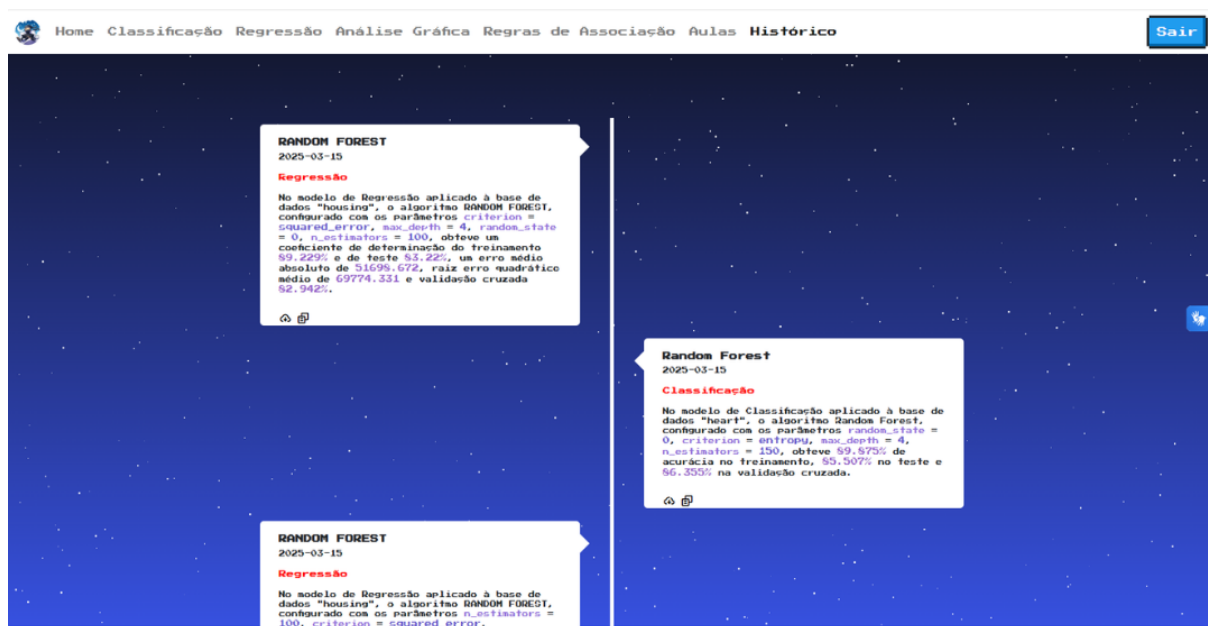 Home Classificação Regressão Análise Gráfica Regras de Associação Aulas Histórico
Sair
RANDOM FOREST
2025-03-15
Regressão
No modelo de Regressão aplicado à base de
dados "housing", o algoritmo RANDOM FOREST,
configurado com os parâmetros criterion =
squared_error, max_depth = 4, random_state
= 0, n_estimators = 100, obteve um
coeficiente de determinação do treinamento
89.229% e de teste 83.22%, um erro médio
absoluto de 51698.672, raiz erro quadrático
médio de 69774.331 e validação cruzada
82.942%.
Random Forest
2025-03-15
Classificação
No modelo de Classificação aplicado à base de
dados "heart", o algoritmo Random Forest,
configurado com os parâmetros random_state =
0, criterion = entropy, max_depth = 4,
n_estimators = 150, obteve 89.875% de
acurácia no treinamento, 85.507% no teste e
86.355% na validação cruzada.
RANDOM FOREST
2025-03-15
Regressão
No modelo de Regressão aplicado à base de
dados "housing", o algoritmo RANDOM FOREST,
configurado com os parâmetros n_estimators =
100, criterion = squared_error,